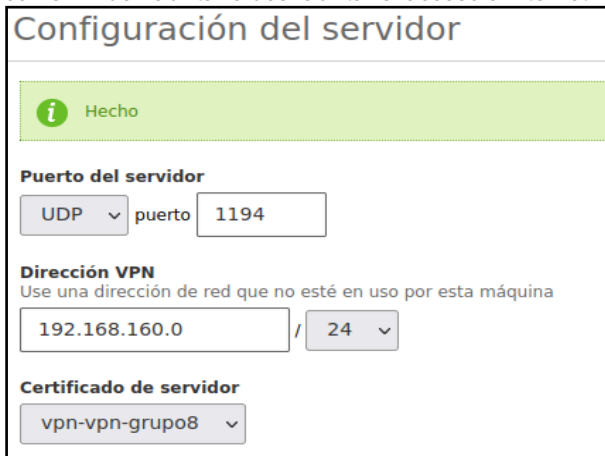 Configuración del servidor
Hecho
Puerto del servidor
UDP puerto 1194
Dirección VPN
Use una dirección de red que no esté en uso por esta máquina
192.168.160.0 / 24
Certificado de servidor
vpn-vpn-grupo8